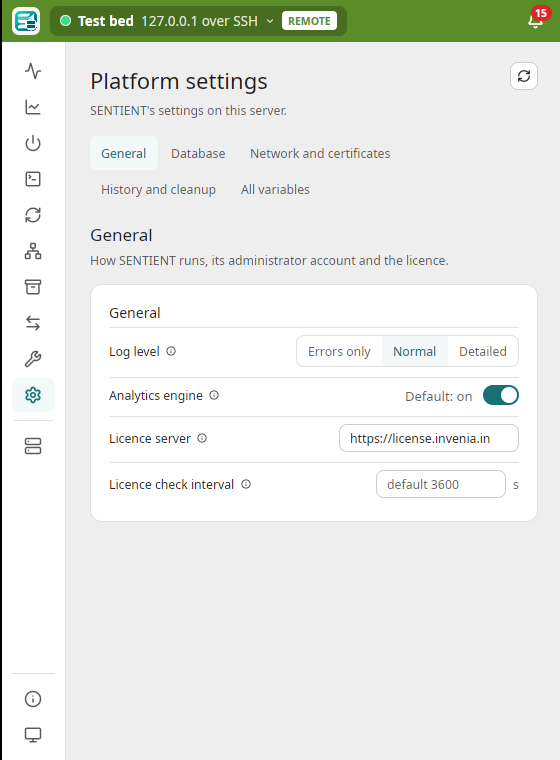 Test bed 127.0.0.1 over SSH REMOTE 15
Platform settings
SENTIENT's settings on this server.
General Database Network and certificates
History and cleanup All variables
General
How SENTIENT runs, its administrator account and the licence.
General
Log level Errors only Normal Detailed
Analytics engine Default: on
Licence server https://license.invenia.in
Licence check interval default 3600 s